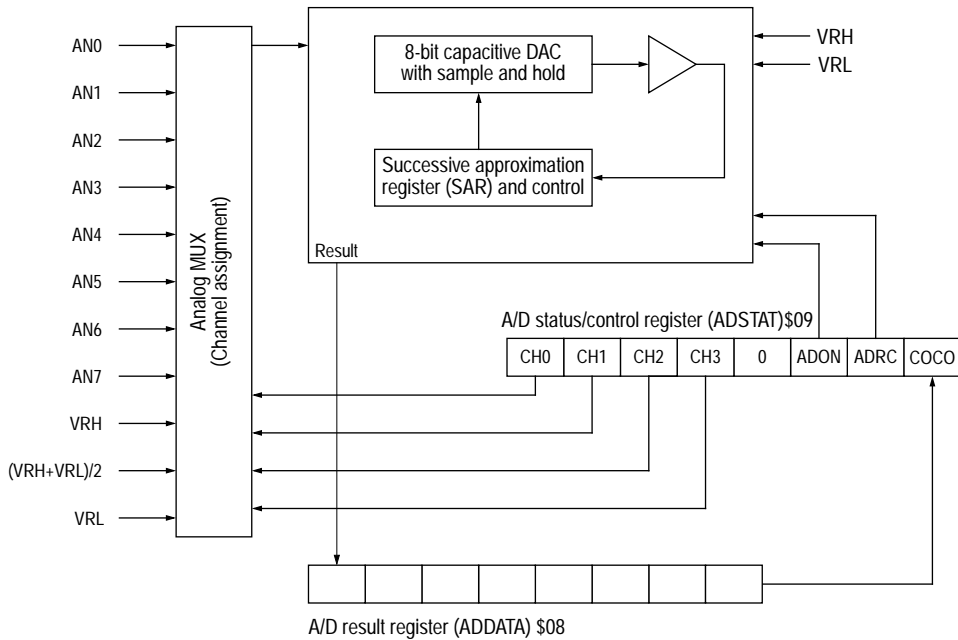 AN0
AN1
AN2
AN3
AN4
AN5
AN6
AN7
VRH
(VRH+VRL)/2
VRL
Analog MUX
(Channel assignment)
8-bit capacitive DAC
with sample and hold
Successive approximation
register (SAR) and control
Result
VRH
VRL
A/D status/control register (ADSTAT)$09
CH0 CH1 CH2 CH3 0 ADON ADRC COCO
A/D result register (ADDATA) $08